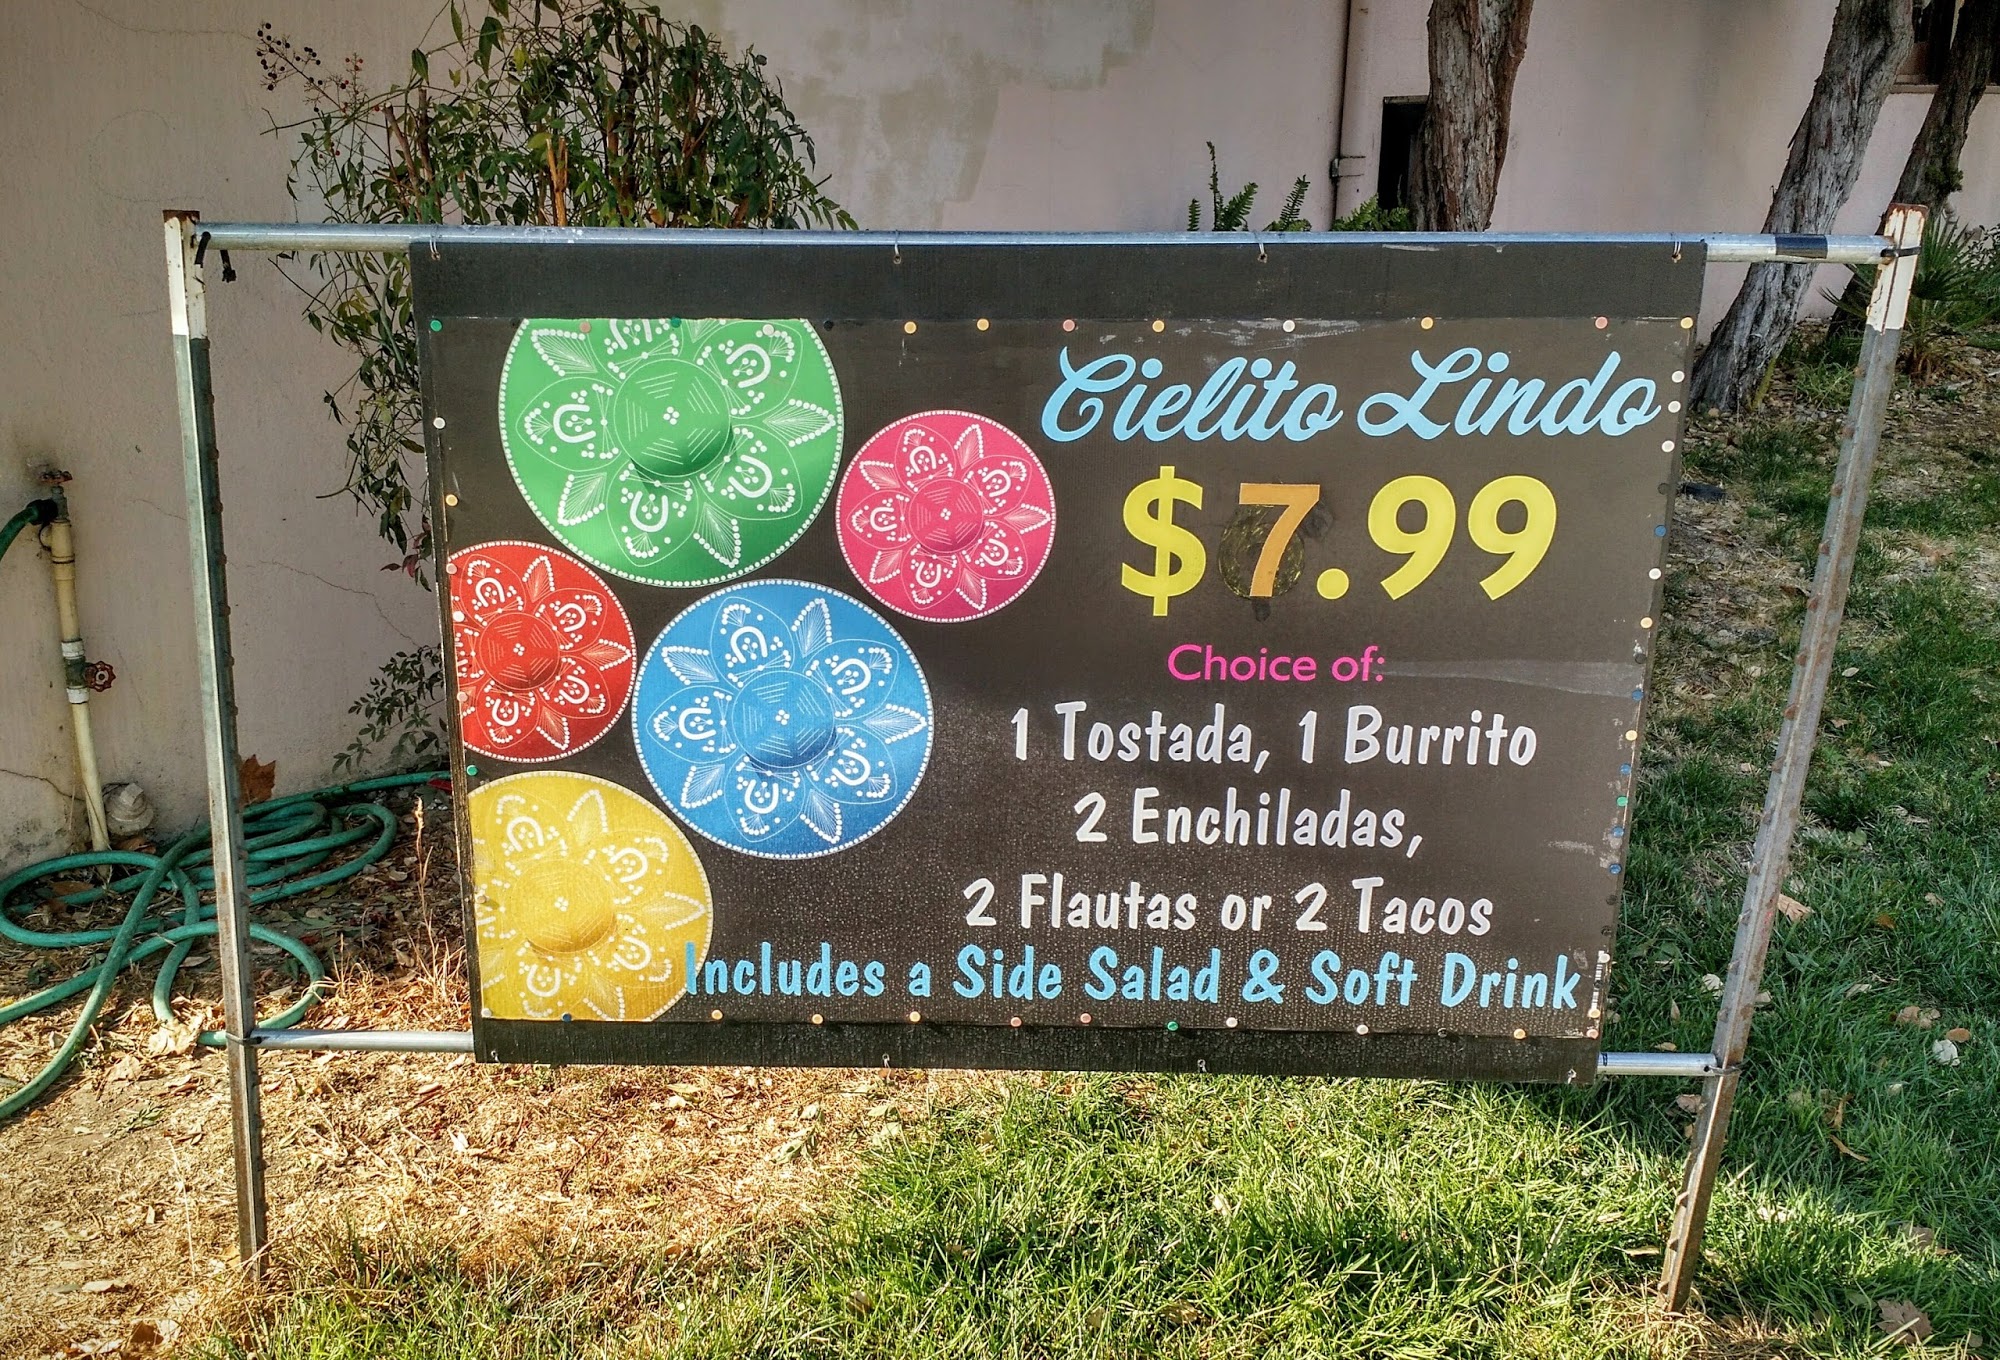 Cielito Lindo
$7.99
Choice of:
1 Tostada, 1 Burrito
2 Enchiladas,
2 Flautas or 2 Tacos
Includes a Side Salad & Soft Drink